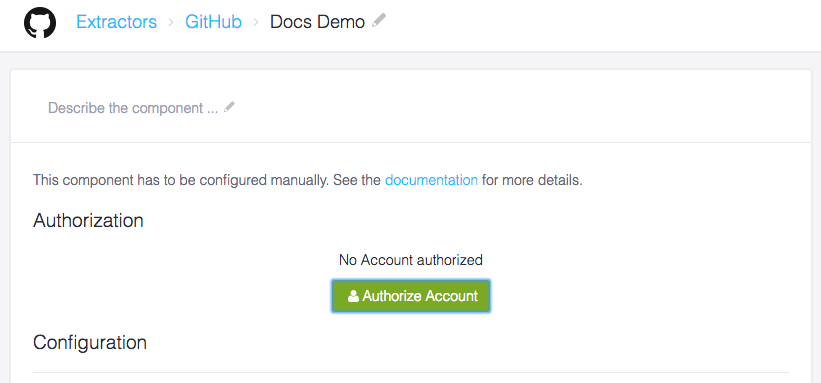 Extractors > GitHub > Docs Demo
Describe the component ...
This component has to be configured manually. See the documentation for more details.
Authorization
No Account authorized
Authorize Account
Configuration